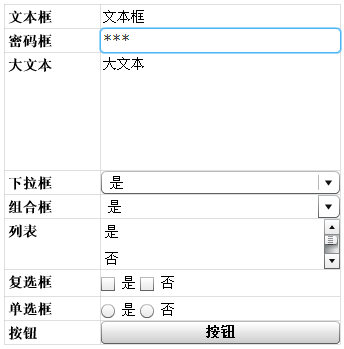 文本框 文本框
密码框 ***
大文本 大文本
下拉框 是
组合框 是
列表 是
否
复选框 是 否
单选框 是 否
按钮 按钮